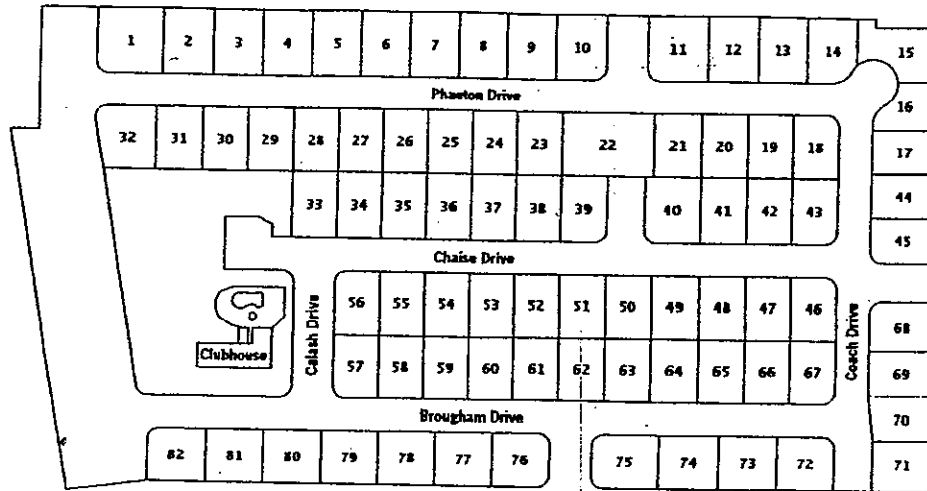 1 2 3 4 5 6 7 8 9 10 11 12 13 14 15
Phaeton Drive
16
32 31 30 29 28 27 26 25 24 23 22 21 20 19 18 17
33 34 35 36 37 38 39 40 41 42 43 44
45
Chaise Drive
56 55 54 53 52 51 50 49 48 47 46
Calash Drive
Coach Drive
68
Clubhouse
57 58 59 60 61 62 63 64 65 66 67 69
Brougham Drive
70
82 81 80 79 78 77 76 75 74 73 72 71